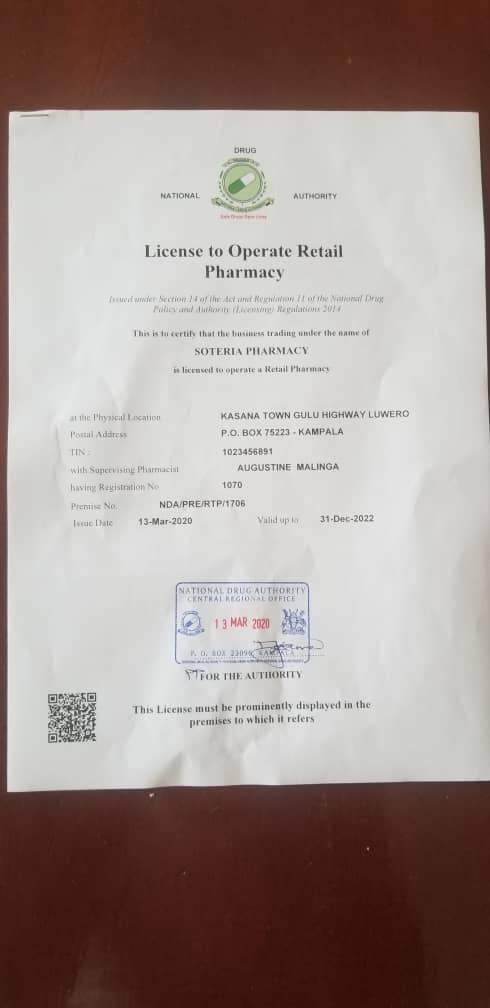 DRUG
NATIONAL AUTHORITY
Safe Drugs Save Lives
License to Operate Retail
Pharmacy
Issued under Section 14 of the Act and Regulation 11 of the National Drug
Policy and Authority (Licensing) Regulations 2014
This is to certify that the business trading under the name of
SOTERIA PHARMACY
is licensed to operate a Retail Pharmacy
at the Physical Location KASANA TOWN GULU HIGHWAY LUWERO
Postal Address P.O. BOX 75223 - KAMPALA
TIN : 1023456891
with Supervising Pharmacist AUGUSTINE MALINGA
having Registration No 1070
Premise No. NDA/PRE/RTP/1706
Issue Date 13-Mar-2020 Valid up to 31-Dec-2022
NATIONAL DRUG AUTHORITY
CENTRAL REGIONAL OFFICE
13 MAR 2020
P. O. BOX 23096, KAMPALA
FOR THE AUTHORITY
This License must be prominently displayed in the
premises to which it refers